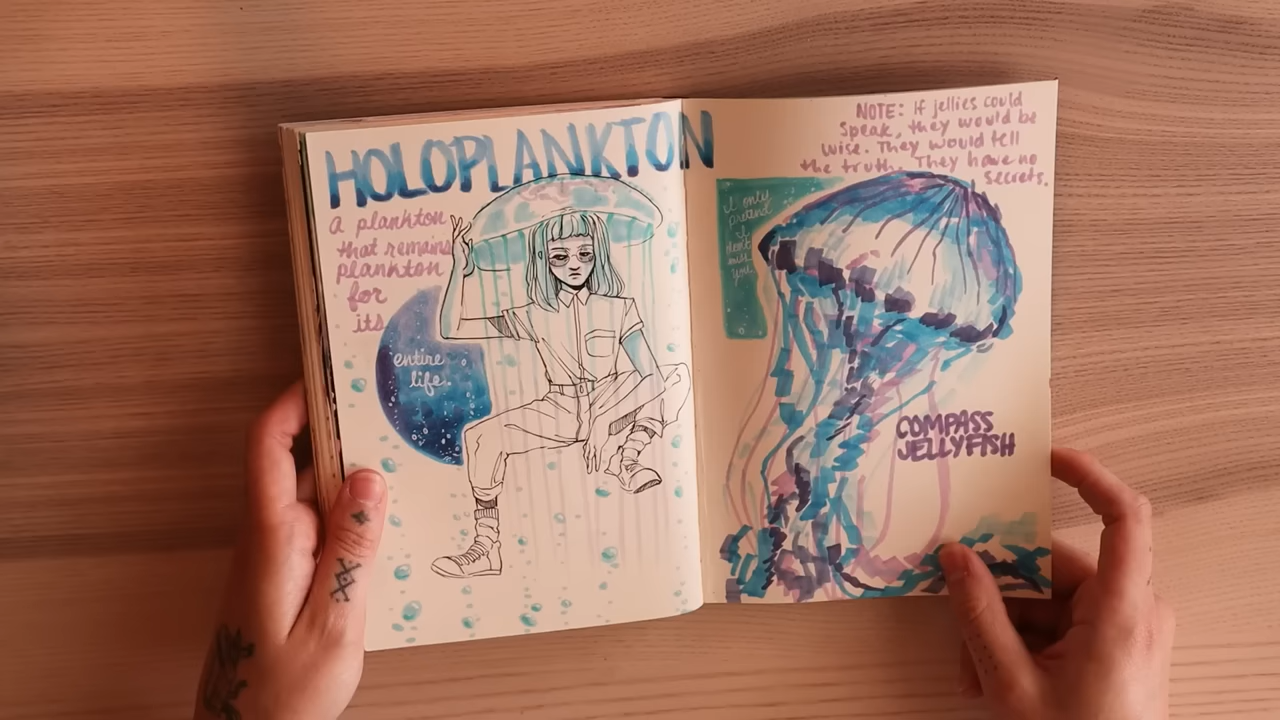 HOLOPLANKTON
A plankton
that remains
plankton
for
its
entire
life.
NOTE: If jellies could
speak, they would be
wise. They would tell
the truth. They have no
secrets.
I only
pretend
I
don't
miss
you.
COMPASS
JELLYFISH